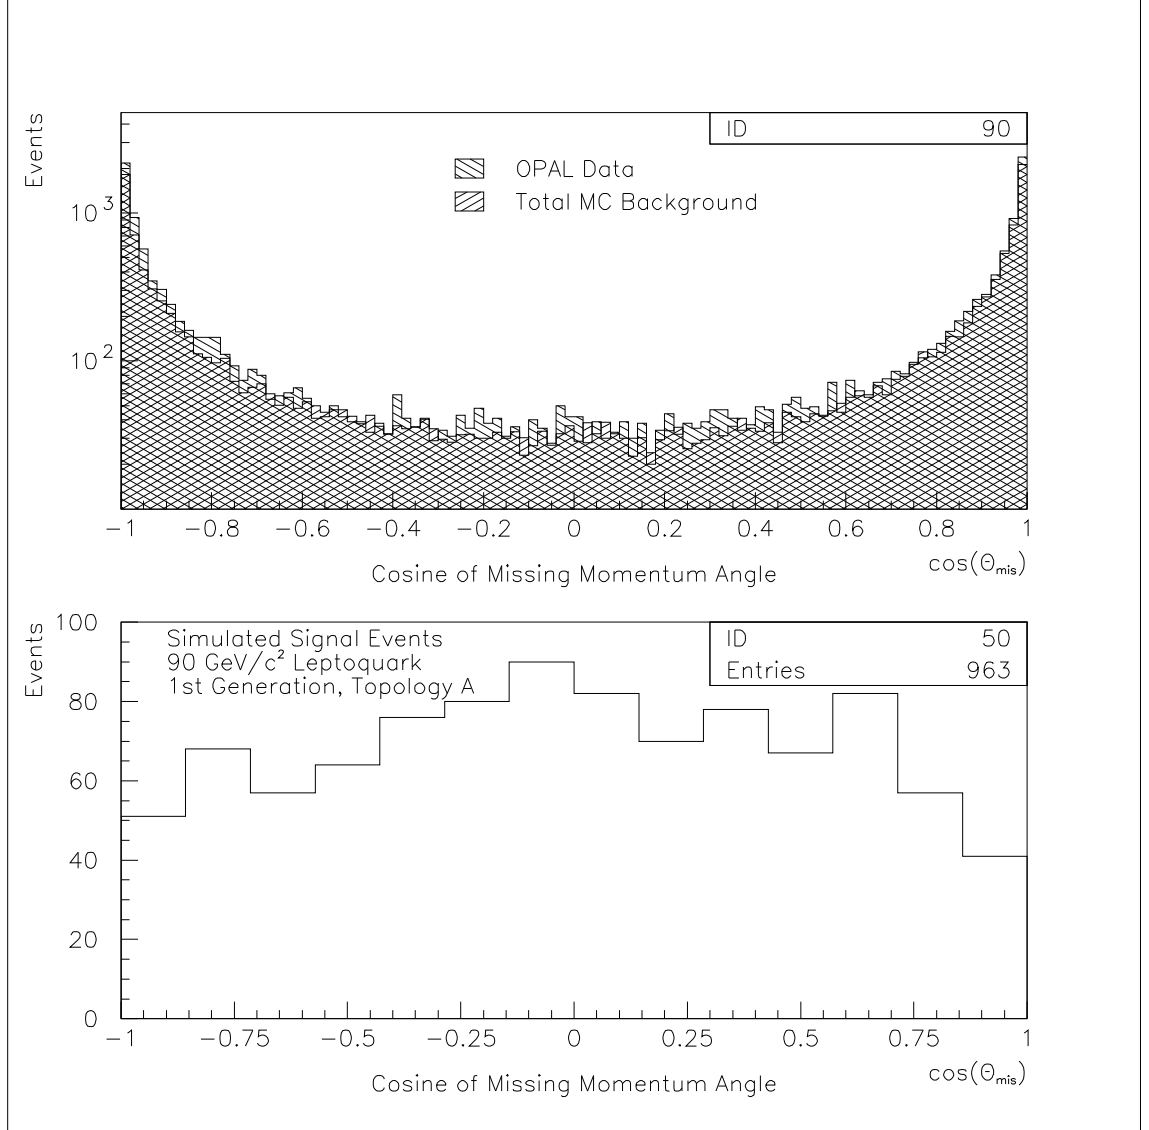 Events
ID 90
OPAL Data
Total MC Background
10³
10²
−1 −0.8 −0.6 −0.4 −0.2 0 0.2 0.4 0.6 0.8 1
cos(Θmis)
Cosine of Missing Momentum Angle
Events
100
Simulated Signal Events
90 GeV/c² Leptoquark
1st Generation, Topology A
ID 50
Entries 963
80
60
40
20
0
−1 −0.75 −0.5 −0.25 0 0.25 0.5 0.75 1
cos(Θmis)
Cosine of Missing Momentum Angle